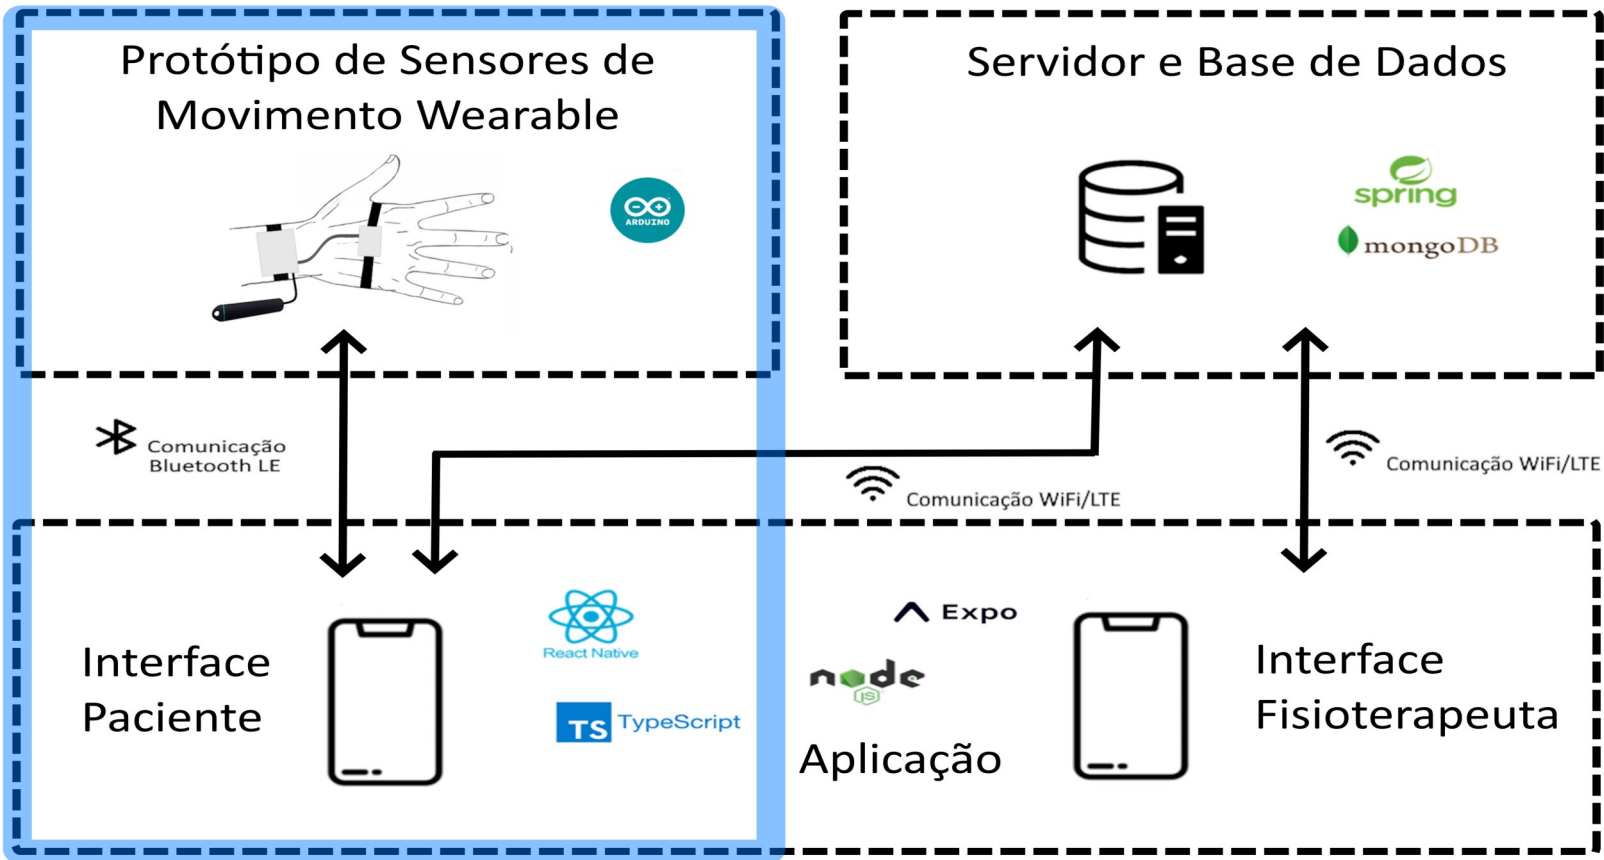 Protótipo de Sensores de
Movimento Wearable
ARDUINO
Servidor e Base de Dados
spring
mongoDB
Comunicação
Bluetooth LE
Comunicação WiFi/LTE
Comunicação WiFi/LTE
Interface
Paciente
React Native
TS TypeScript
Expo
node
JS
Aplicação
Interface
Fisioterapeuta